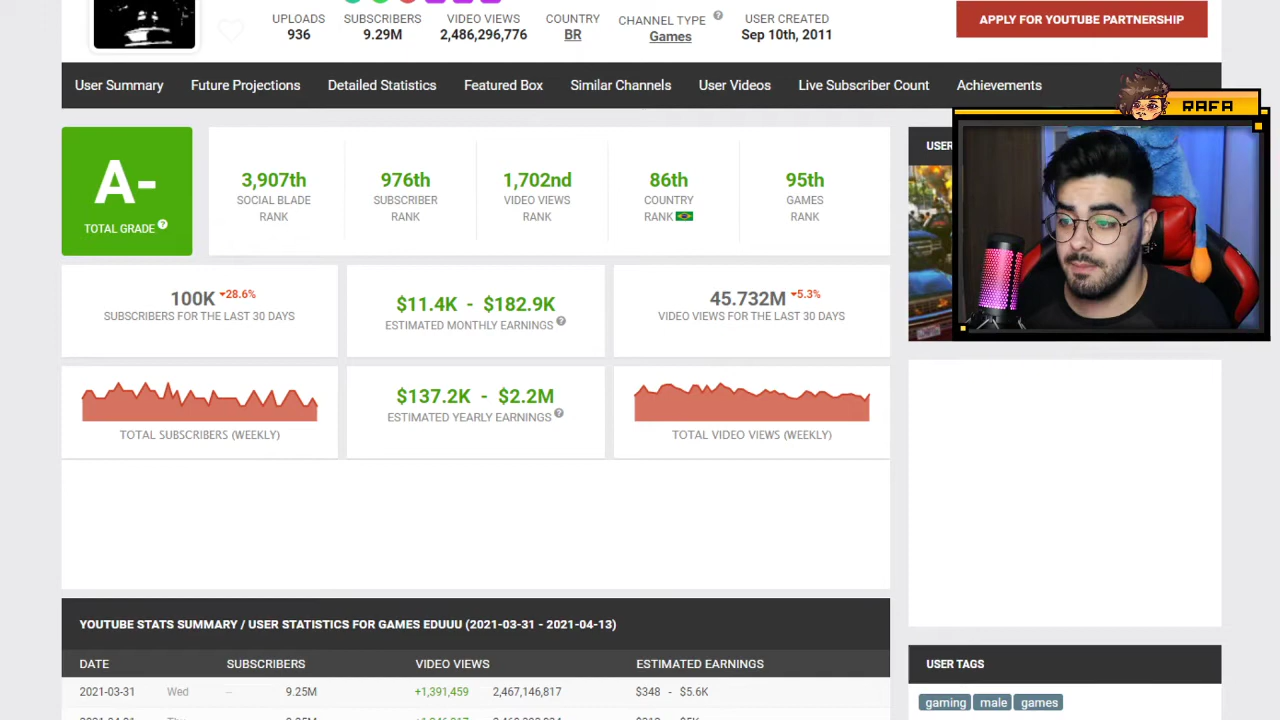 UPLOADS
936
SUBSCRIBERS
9.29M
VIDEO VIEWS
2,486,296,776
COUNTRY
BR
CHANNEL TYPE ?
Games
USER CREATED
Sep 10th, 2011
APPLY FOR YOUTUBE PARTNERSHIP
User Summary
Future Projections
Detailed Statistics
Featured Box
Similar Channels
User Videos
Live Subscriber Count
Achievements
RAFA
A-
TOTAL GRADE ?
3,907th
SOCIAL BLADE
RANK
976th
SUBSCRIBER
RANK
1,702nd
VIDEO VIEWS
RANK
86th
COUNTRY
RANK
95th
GAMES
RANK
USER
100K 28.6%
SUBSCRIBERS FOR THE LAST 30 DAYS
$11.4K - $182.9K
ESTIMATED MONTHLY EARNINGS ?
45.732M 5.3%
VIDEO VIEWS FOR THE LAST 30 DAYS
TOTAL SUBSCRIBERS (WEEKLY)
$137.2K - $2.2M
ESTIMATED YEARLY EARNINGS ?
TOTAL VIDEO VIEWS (WEEKLY)
YOUTUBE STATS SUMMARY / USER STATISTICS FOR GAMES EDUUU (2021-03-31 - 2021-04-13)
DATE SUBSCRIBERS VIDEO VIEWS ESTIMATED EARNINGS
2021-03-31 Wed -- 9.25M +1,391,459 2,467,146,817 $348 - $5.6K
USER TAGS
gaming male games